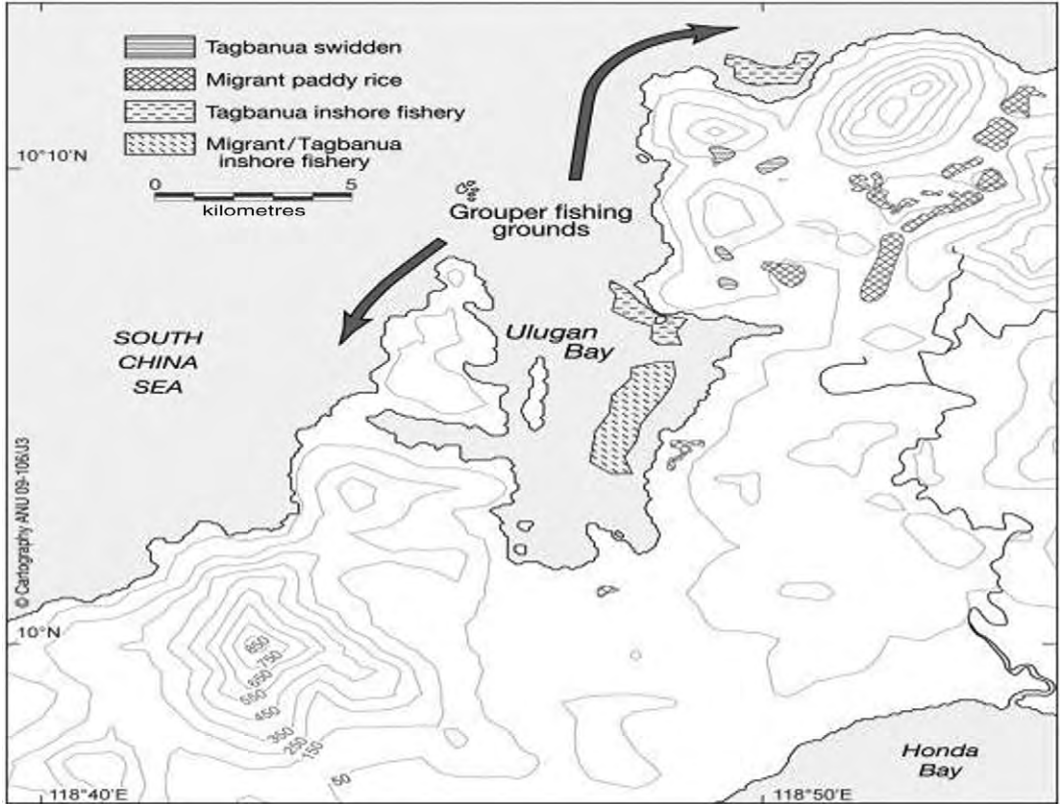 Tagbanua swidden
Migrant paddy rice
Tagbanua inshore fishery
Migrant/Tagbanua
inshore fishery
10°10'N
0 5
kilometres
Grouper fishing
grounds
SOUTH
CHINA
SEA
Ulugan
Bay
© Cartography ANU 09-106/J3
10°N
850
750
650
550
450
350
250
150
50
Honda
Bay
118°40'E
118°50'E